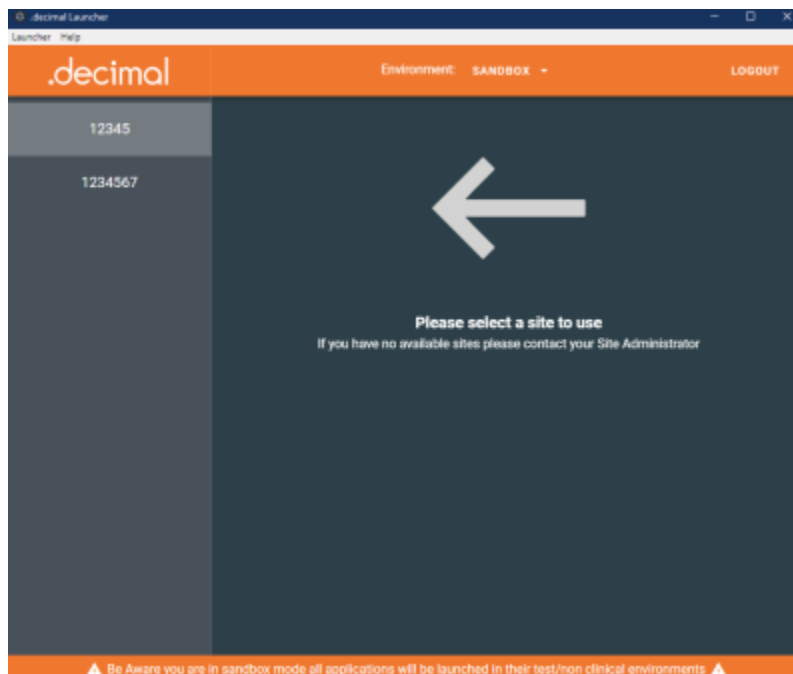 .decimal Launcher
Launcher Help
.decimal
Environment: SANDBOX
LOGOUT
12345
1234567
Please select a site to use
If you have no available sites please contact your Site Administrator
Be Aware you are in sandbox mode all applications will be launched in their test/non clinical environments